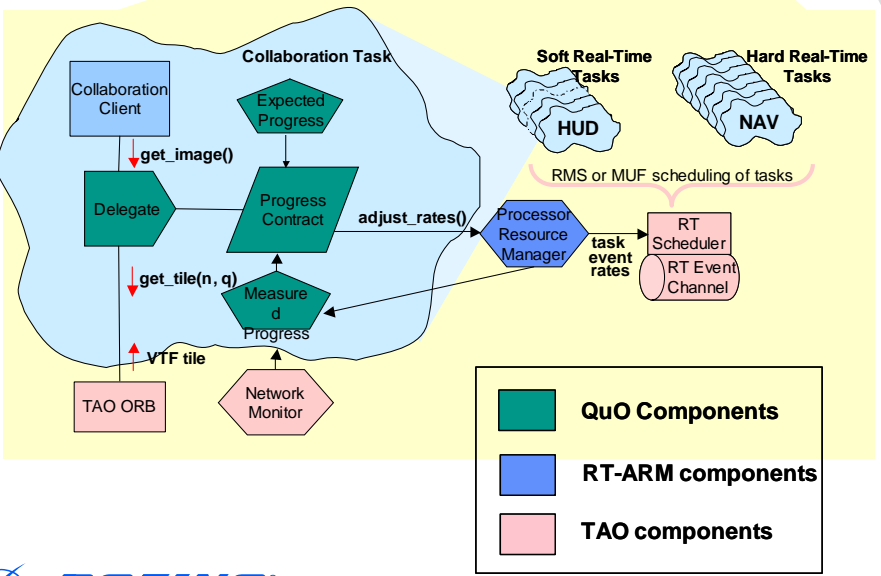 Collaboration Task
Soft Real-Time
Tasks
Hard Real-Time
Tasks
Collaboration
Client
Expected
Progress
HUD
NAV
get_image()
RMS or MUF scheduling of tasks
Delegate
Progress
Contract
adjust_rates()
Processor
Resource
Manager
task
event
rates
RT
Scheduler
RT Event
Channel
get_tile(n, q)
Measure
d
Progress
VTF tile
TAO ORB
Network
Monitor
QuO Components
RT-ARM components
TAO components